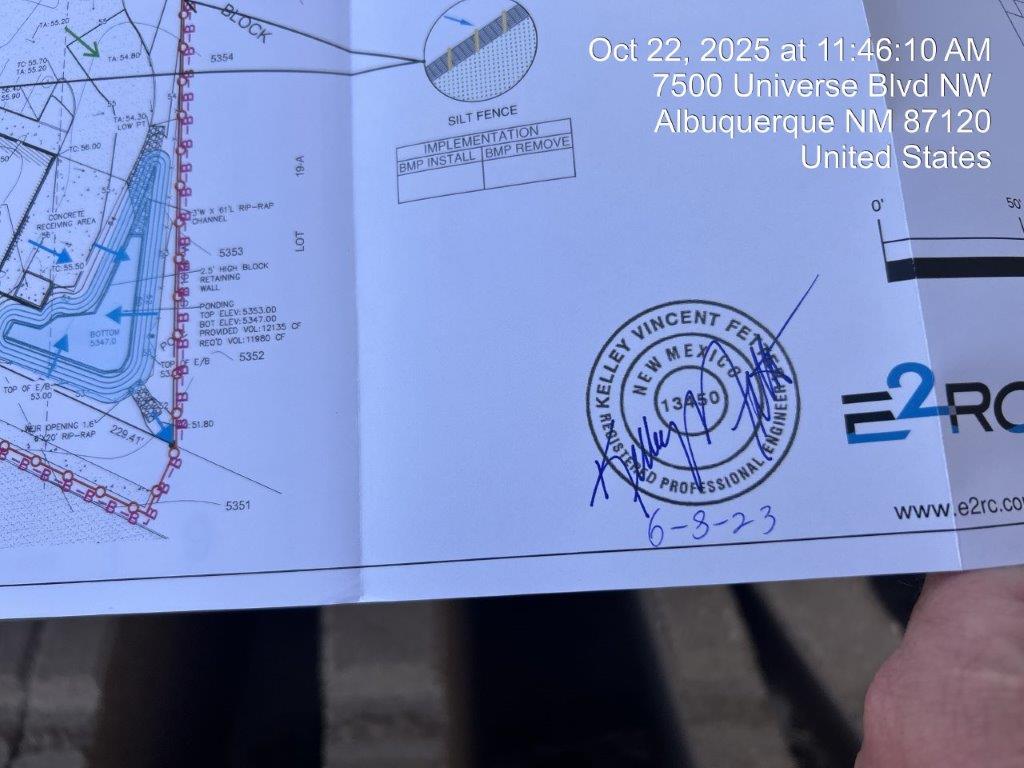 Oct 22, 2025 at 11:46:10 AM
7500 Universe Blvd NW
Albuquerque NM 87120
United States
BLOCK
5354
TA: 55.20
TA: 54.80
TC: 55.70
TA: 55.20
55.90
TA: 54.30
LOW PT
TC: 56.00
CONCRETE
RECEIVING AREA
TC: 55.50
3'W X 61'L RIP-RAP
CHANNEL
5353
2.5' HIGH BLOCK
RETAINING
WALL
PONDING
TOP ELEV: 5353.00
BOT ELEV: 5347.00
PROVIDED VOL: 12135 CF
REQ'D VOL: 11980 CF
5352
BOTTOM
5347.0
TOP OF E/B
TOP OF E/B
53.00
WEIR OPENING 1.6'
RIP-RAP
229.41'
51.80
5351
LOT 19-A
SILT FENCE
IMPLEMENTATION
BMP INSTALL BMP REMOVE
0'
50'
KELLEY VINCENT
NEW MEXICO
13450
REGISTERED PROFESSIONAL ENGINEER
6-8-23
E2RC
www.e2rc.co